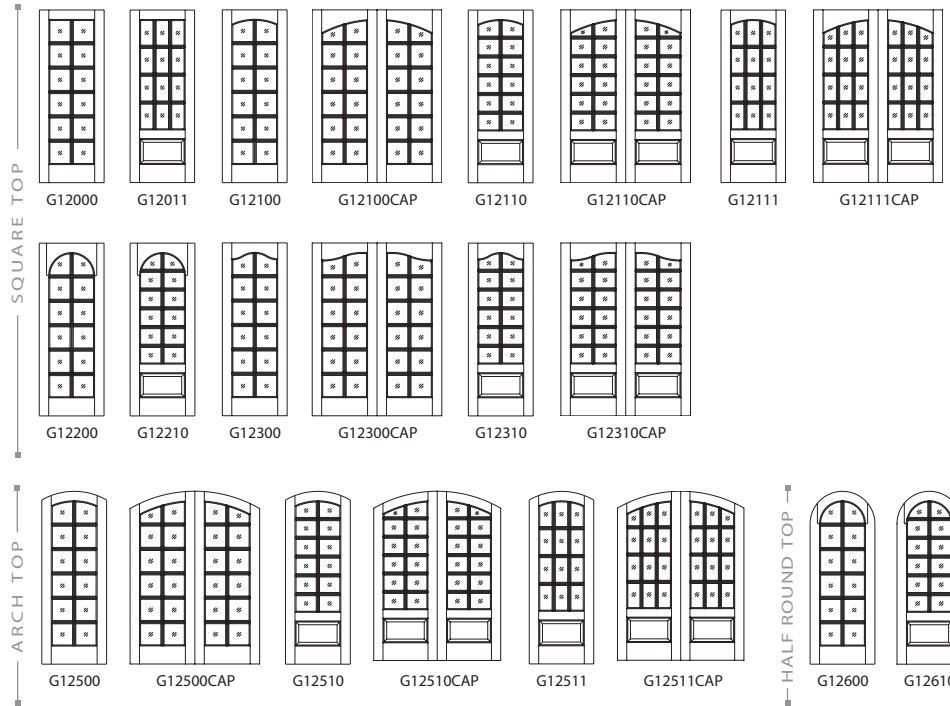 SQUARE TOP
G12000 G12011 G12100 G12100CAP G12110 G12110CAP G12111 G12111CAP
G12200 G12210 G12300 G12300CAP G12310 G12310CAP
ARCH TOP
G12500 G12500CAP G12510 G12510CAP G12511 G12511CAP
HALF ROUND TOP
G12600 G12610